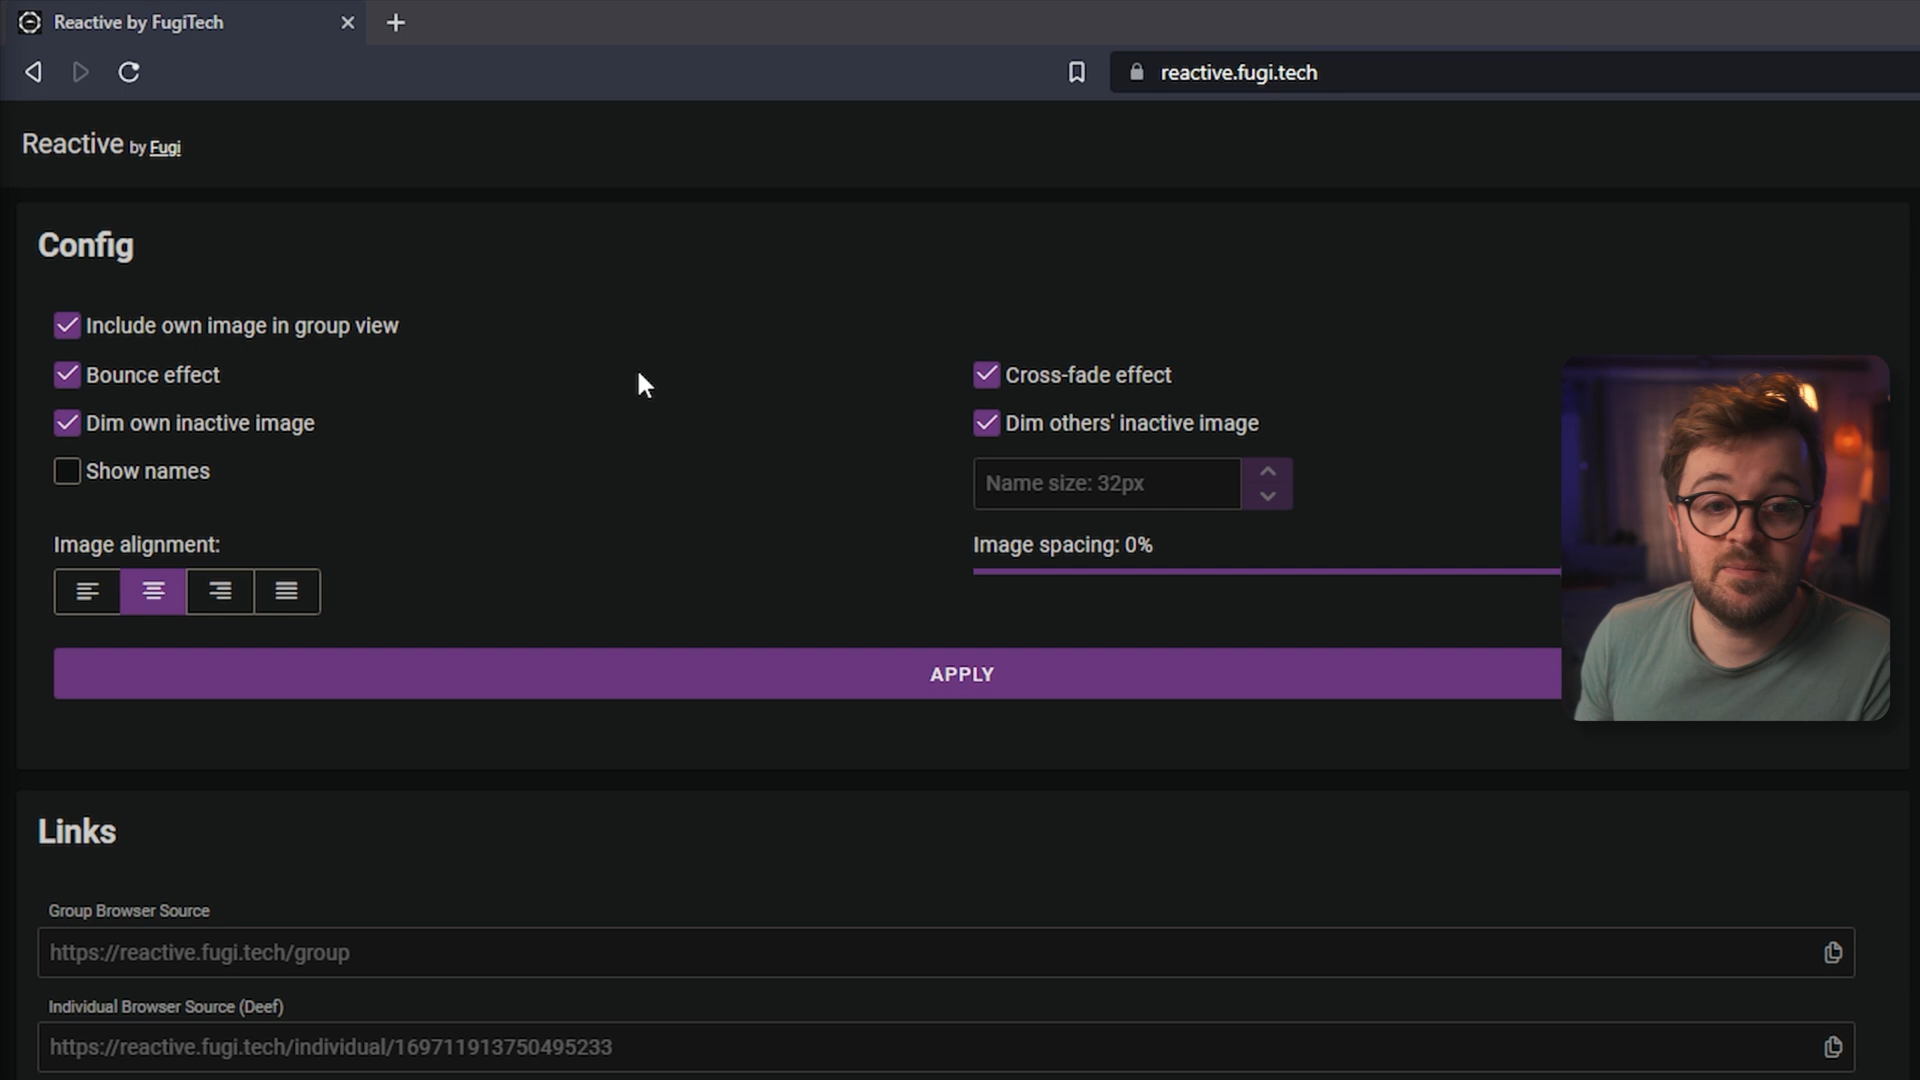 Reactive by FugiTech
reactive.fugi.tech
Reactive by Fugi
Config
Include own image in group view
Bounce effect
Cross-fade effect
Dim own inactive image
Dim others' inactive image
Show names
Name size: 32px
Image alignment:
Image spacing: 0%
APPLY
Links
Group Browser Source
https://reactive.fugi.tech/group
Individual Browser Source (Deef)
https://reactive.fugi.tech/individual/169711913750495233